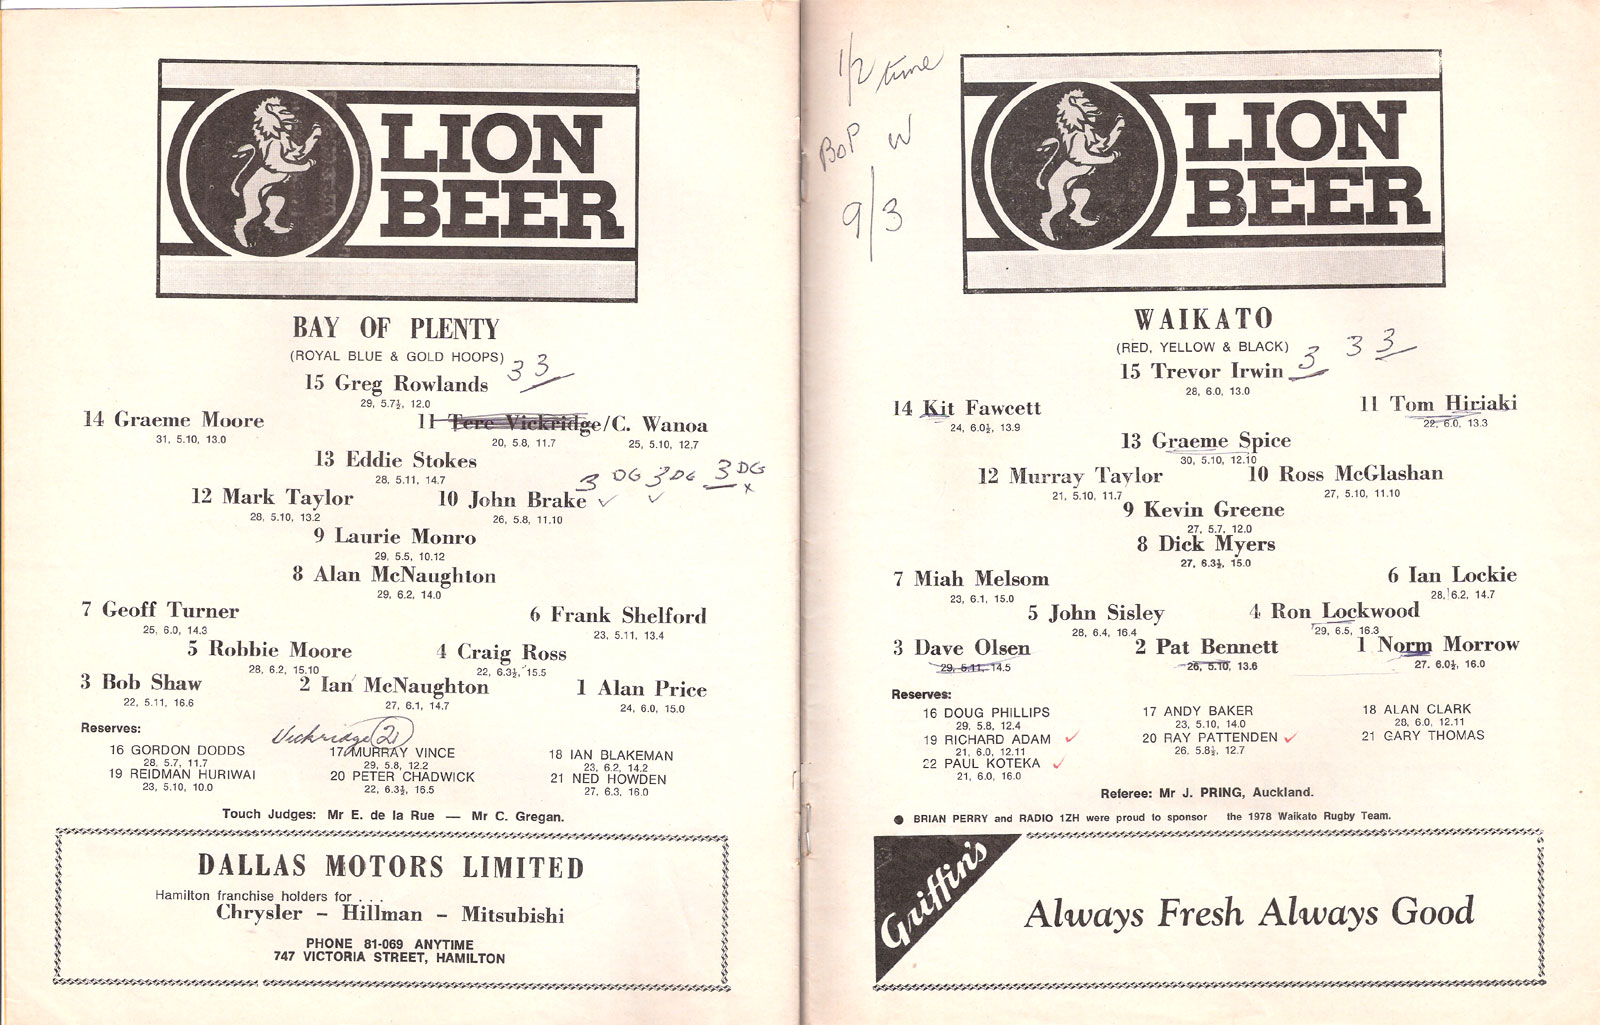 LION
BEER
BAY OF PLENTY
(ROYAL BLUE & GOLD HOOPS)
3 3
15 Greg Rowlands
29, 5.7½, 12.0
14 Graeme Moore
31, 5.10, 13.0
11 Tere Vickridge/C. Wanoa
20, 5.8, 11.7
25, 5.10, 12.7
13 Eddie Stokes
28, 5.11, 14.7
3 DG 3 DG 3 DG
12 Mark Taylor
28, 5.10, 13.2
10 John Brake ✓ ✓ x
26, 5.8, 11.10
9 Laurie Monro
29, 5.5, 10.12
8 Alan McNaughton
29, 6.2, 14.0
7 Geoff Turner
25, 6.0, 14.3
6 Frank Shelford
23, 5.11, 13.4
5 Robbie Moore
28, 6.2, 15.10
4 Craig Ross
22, 6.3½, 15.5
3 Bob Shaw
22, 5.11, 16.6
2 Ian McNaughton
27, 6.1, 14.7
1 Alan Price
24, 6.0, 15.0
Reserves:
Vickridge 21
16 GORDON DODDS
28, 5.7, 11.7
17 MURRAY VINCE
29, 5.8, 12.2
18 IAN BLAKEMAN
23, 6.2, 14.2
19 REIDMAN HURIWAI
23, 5.10, 10.0
20 PETER CHADWICK
22, 6.3½, 16.5
21 NED HOWDEN
27, 6.3, 16.0
Touch Judges: Mr E. de la Rue — Mr C. Gregan.
DALLAS MOTORS LIMITED
Hamilton franchise holders for . . .
Chrysler – Hillman – Mitsubishi
PHONE 81-069 ANYTIME
747 VICTORIA STREET, HAMILTON
1/2 time
BoP W
9/3
LION
BEER
WAIKATO
(RED, YELLOW & BLACK)
3 3 3
15 Trevor Irwin
28, 6.0, 13.0
14 Kit Fawcett
24, 6.0½, 13.9
11 Tom Hiriaki
22, 6.0, 13.3
13 Graeme Spice
30, 5.10, 12.10
12 Murray Taylor
21, 5.10, 11.7
10 Ross McGlashan
27, 5.10, 11.10
9 Kevin Greene
27, 5.7, 12.0
8 Dick Myers
27, 6.3½, 15.0
7 Miah Melsom
23, 6.1, 15.0
6 Ian Lockie
28, 6.2, 14.7
5 John Sisley
28, 6.4, 16.4
4 Ron Lockwood
29, 6.5, 16.3
3 Dave Olsen
29, 5.11, 14.5
2 Pat Bennett
26, 5.10, 13.6
1 Norm Morrow
27, 6.0½, 16.0
Reserves:
16 DOUG PHILLIPS
29, 5.8, 12.4
17 ANDY BAKER
23, 5.10, 14.0
18 ALAN CLARK
28, 6.0, 12.11
19 RICHARD ADAM ✓
21, 6.0, 12.11
20 RAY PATTENDEN ✓
26, 5.8½, 12.7
21 GARY THOMAS
22 PAUL KOTEKA ✓
21, 6.0, 16.0
Referee: Mr J. PRING, Auckland.
● BRIAN PERRY and RADIO 1ZH were proud to sponsor the 1978 Waikato Rugby Team.
Griffin's
Always Fresh Always Good